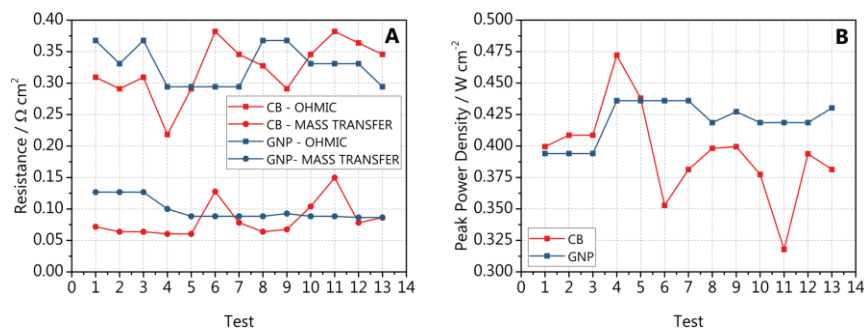 A
0.40
0.35
0.30
0.25
0.20
0.15
0.10
0.05
0.00
Resistance / Ω cm²
CB - OHMIC
CB - MASS TRANSFER
GNP - OHMIC
GNP- MASS TRANSFER
0 1 2 3 4 5 6 7 8 9 10 11 12 13 14
Test
B
0.500
0.475
0.450
0.425
0.400
0.375
0.350
0.325
0.300
Peak Power Density / W cm⁻²
CB
GNP
0 1 2 3 4 5 6 7 8 9 10 11 12 13 14
Test